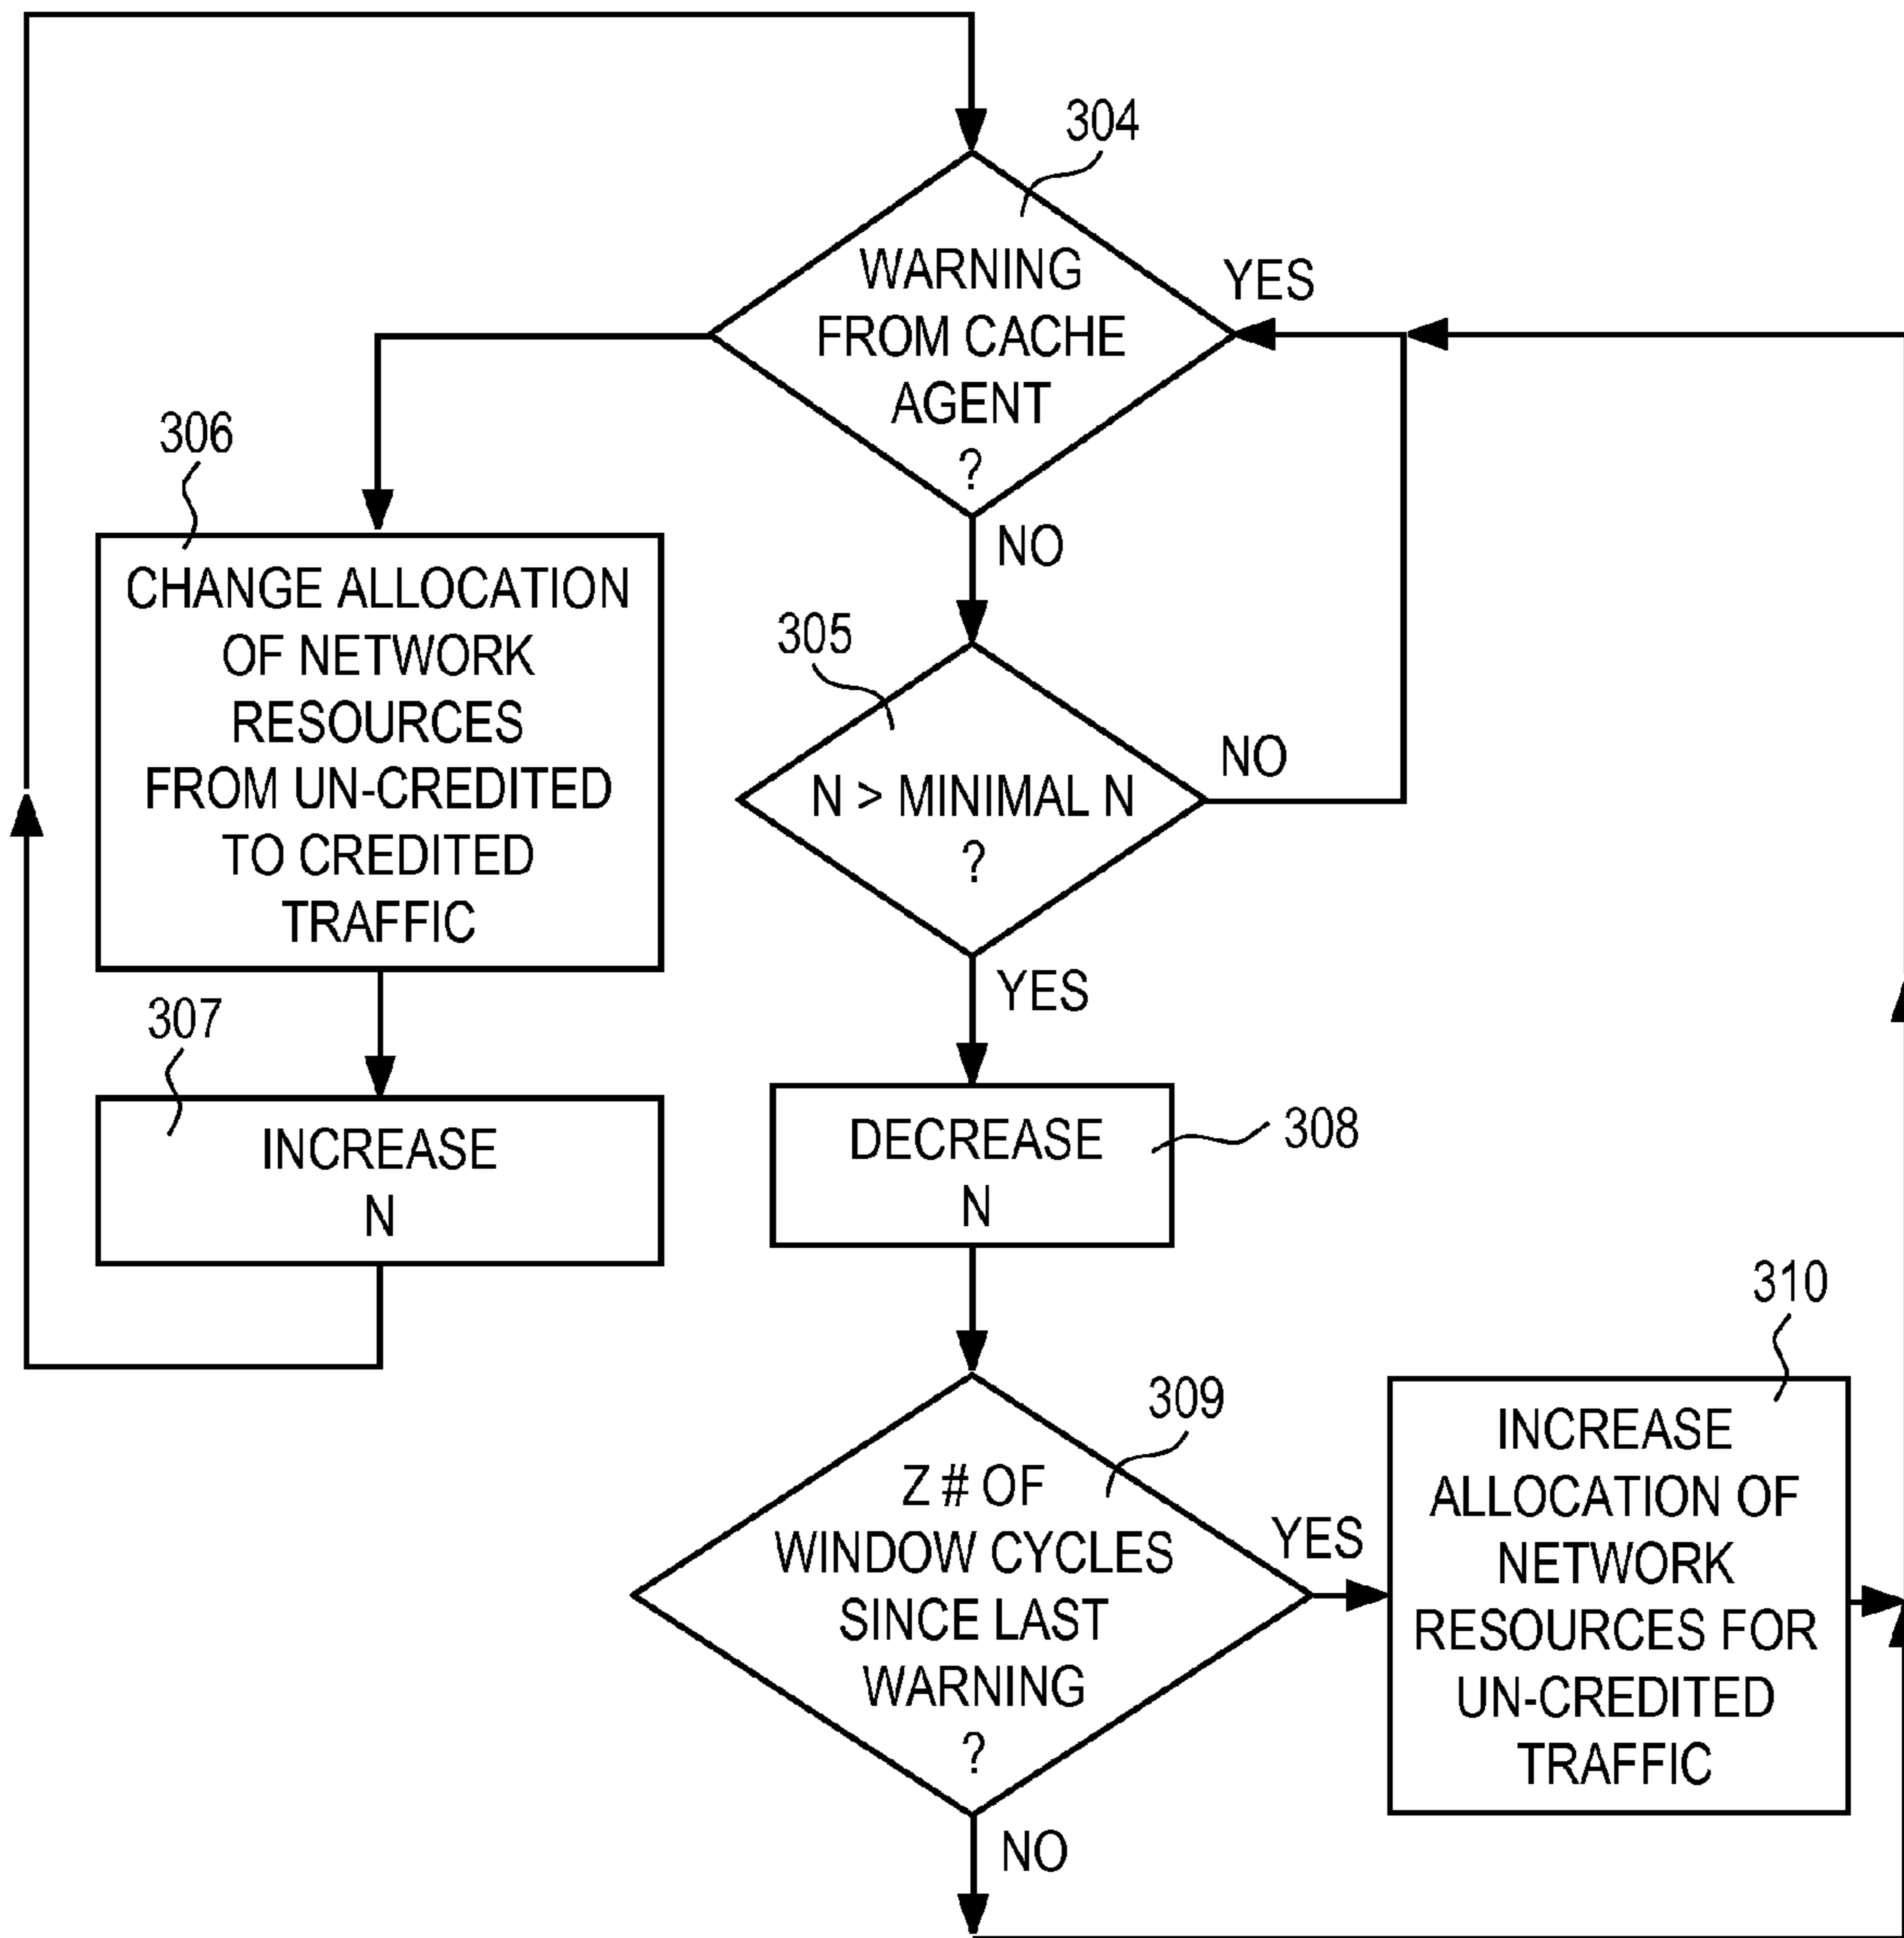 304
WARNING
FROM CACHE
AGENT
?
YES
NO
306
CHANGE ALLOCATION
OF NETWORK
RESOURCES
FROM UN-CREDITED
TO CREDITED
TRAFFIC
305
N > MINIMAL N
?
NO
YES
307
INCREASE
N
DECREASE
N
308
309
Z # OF
WINDOW CYCLES
SINCE LAST
WARNING
?
YES
NO
310
INCREASE
ALLOCATION OF
NETWORK
RESOURCES FOR
UN-CREDITED
TRAFFIC